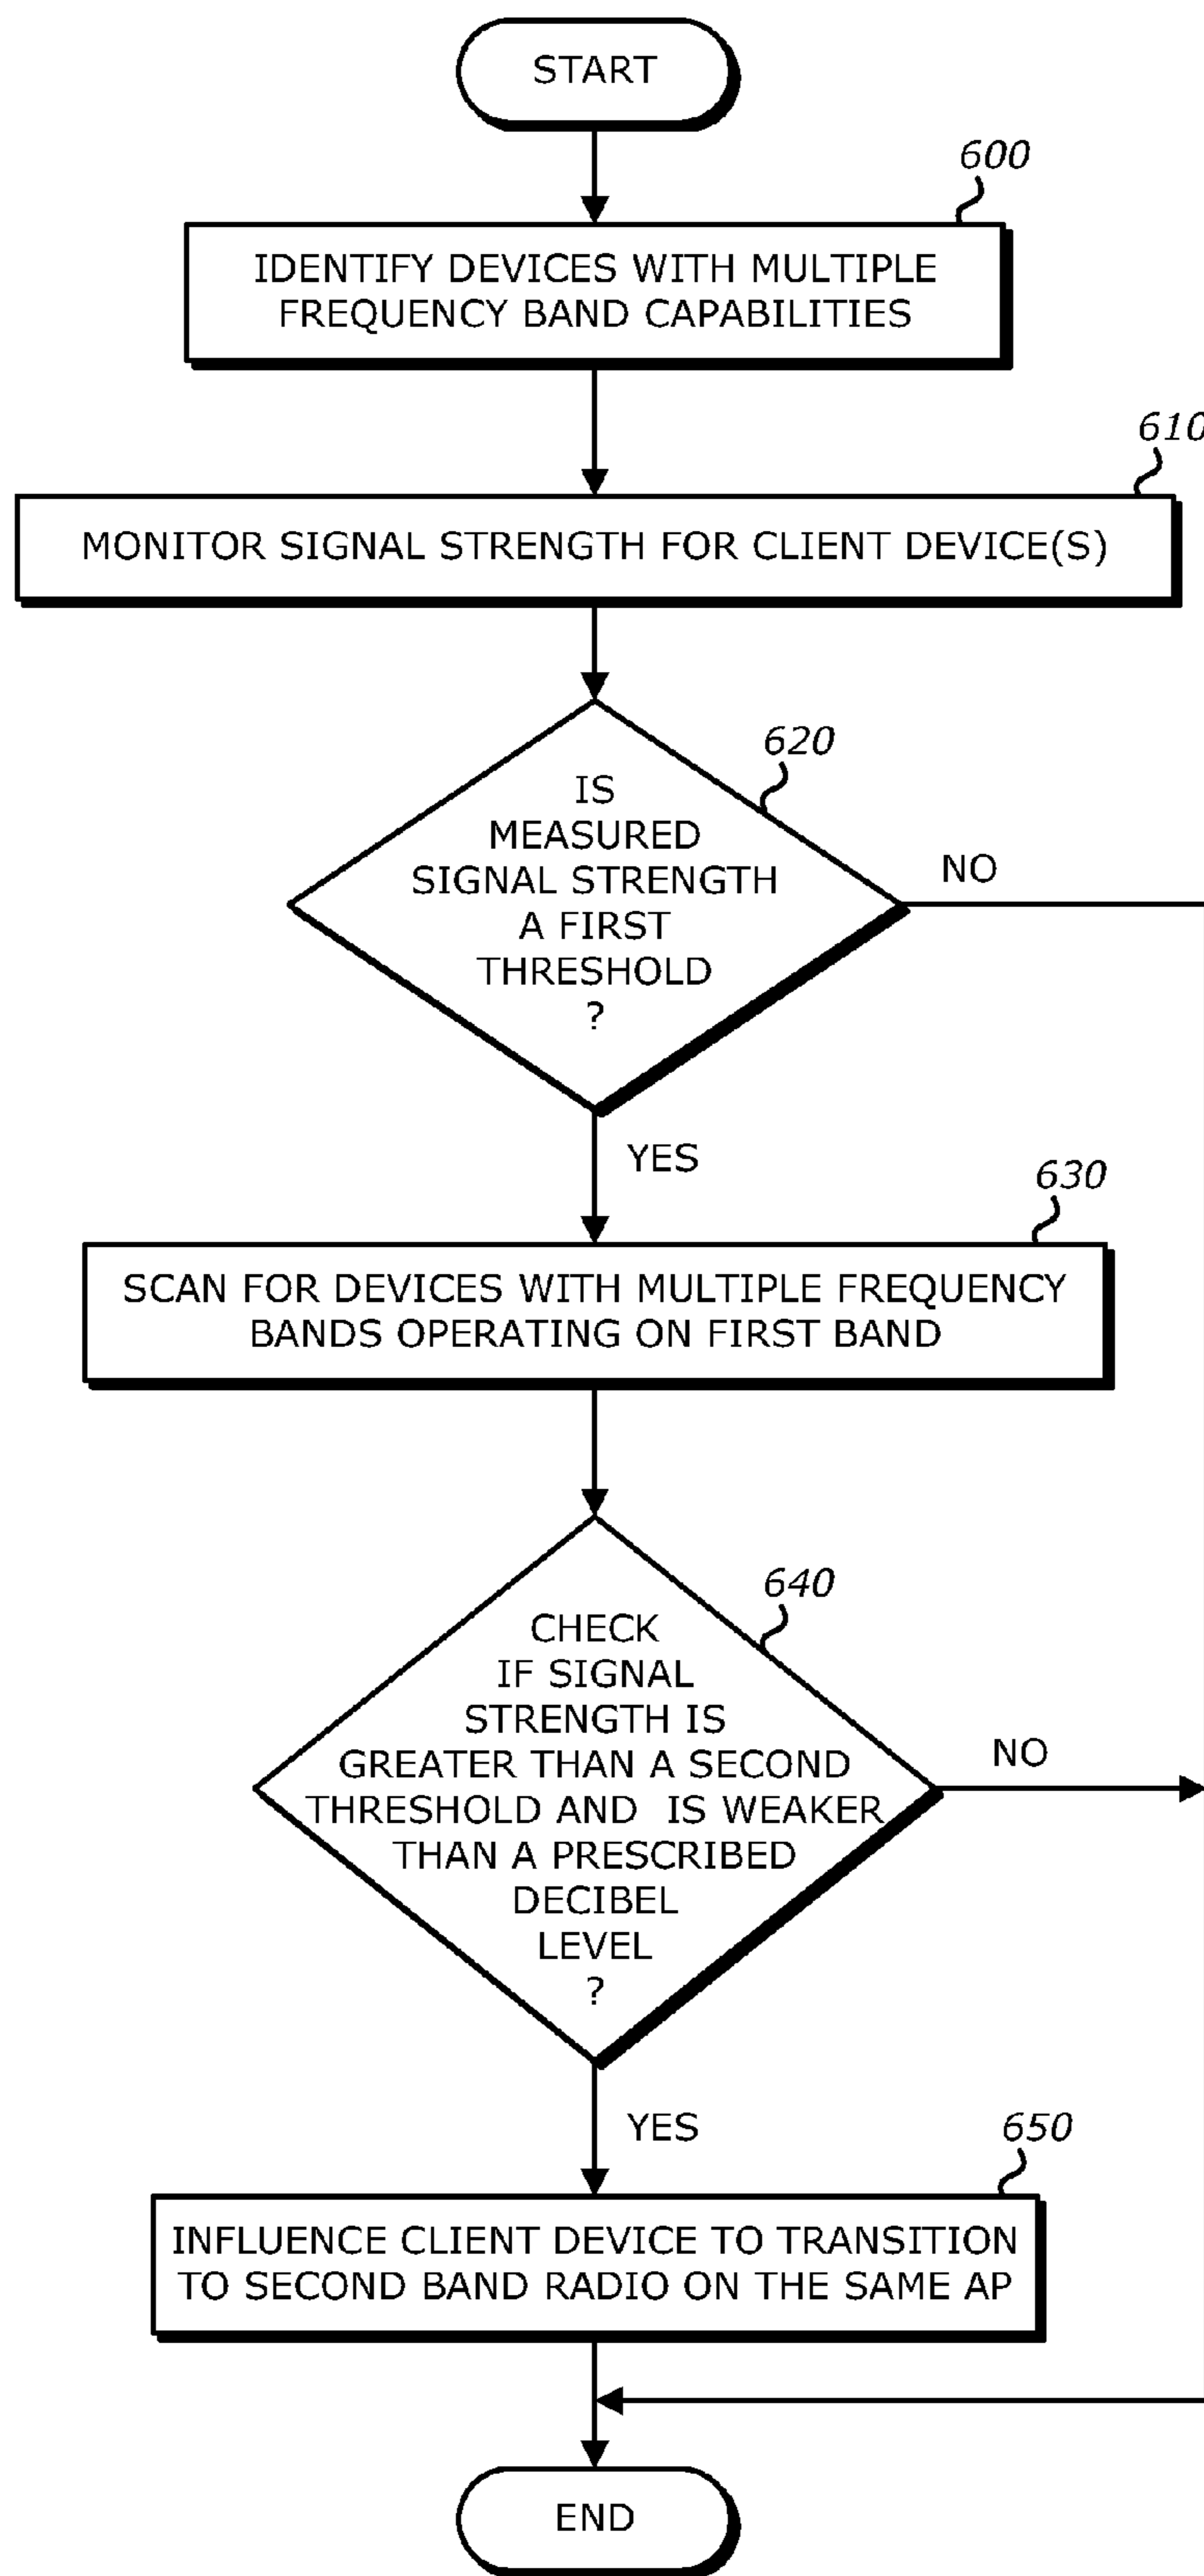 START
600
IDENTIFY DEVICES WITH MULTIPLE
FREQUENCY BAND CAPABILITIES
610
MONITOR SIGNAL STRENGTH FOR CLIENT DEVICE(S)
620
IS
MEASURED
SIGNAL STRENGTH
A FIRST
THRESHOLD
?
NO
YES
630
SCAN FOR DEVICES WITH MULTIPLE FREQUENCY
BANDS OPERATING ON FIRST BAND
640
CHECK
IF SIGNAL
STRENGTH IS
GREATER THAN A SECOND
THRESHOLD AND IS WEAKER
THAN A PRESCRIBED
DECIBEL
LEVEL
?
NO
YES
650
INFLUENCE CLIENT DEVICE TO TRANSITION
TO SECOND BAND RADIO ON THE SAME AP
END